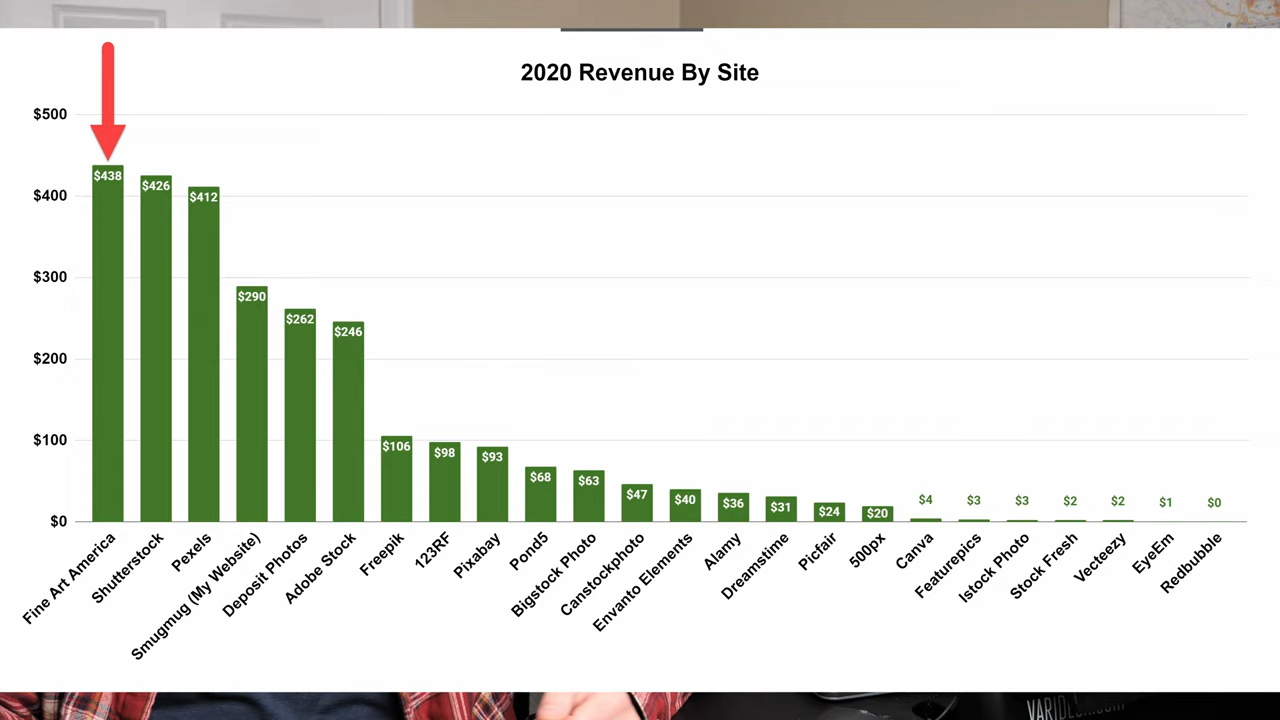 2020 Revenue By Site
$500
$400
$300
$200
$100
$0
$438
$426
$412
$290
$262
$246
$106
$98
$93
$68
$63
$47
$40
$36
$31
$24
$20
$4
$3
$3
$2
$2
$1
$0
Fine Art America
Shutterstock
Pexels
Smugmug (My Website)
Deposit Photos
Adobe Stock
Freepik
123RF
Pixabay
Pond5
Bigstock Photo
Canstockphoto
Envanto Elements
Alamy
Dreamstime
Picfair
500px
Canva
Featurepics
Istock Photo
Stock Fresh
Vecteezy
EyeEm
Redbubble